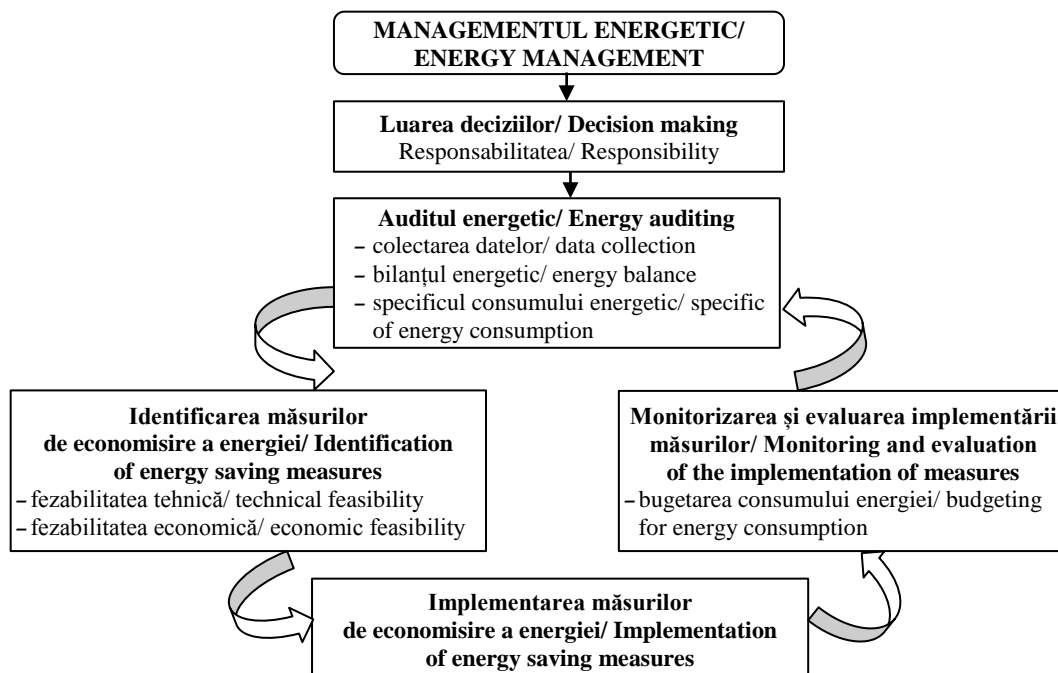 MANAGEMENTUL ENERGETIC/
ENERGY MANAGEMENT
Luarea deciziilor/ Decision making
Responsabilitatea/ Responsibility
Auditul energetic/ Energy auditing
– colectarea datelor/ data collection
– bilanțul energetic/ energy balance
– specificul consumului energetic/ specific
of energy consumption
Identificarea măsurilor
de economisire a energiei/ Identification
of energy saving measures
– fezabilitatea tehnică/ technical feasibility
– fezabilitatea economică/ economic feasibility
Monitorizarea și evaluarea implementării
măsurilor/ Monitoring and evaluation
of the implementation of measures
– bugetarea consumului energiei/ budgeting
for energy consumption
Implementarea măsurilor
de economisire a energiei/ Implementation
of energy saving measures